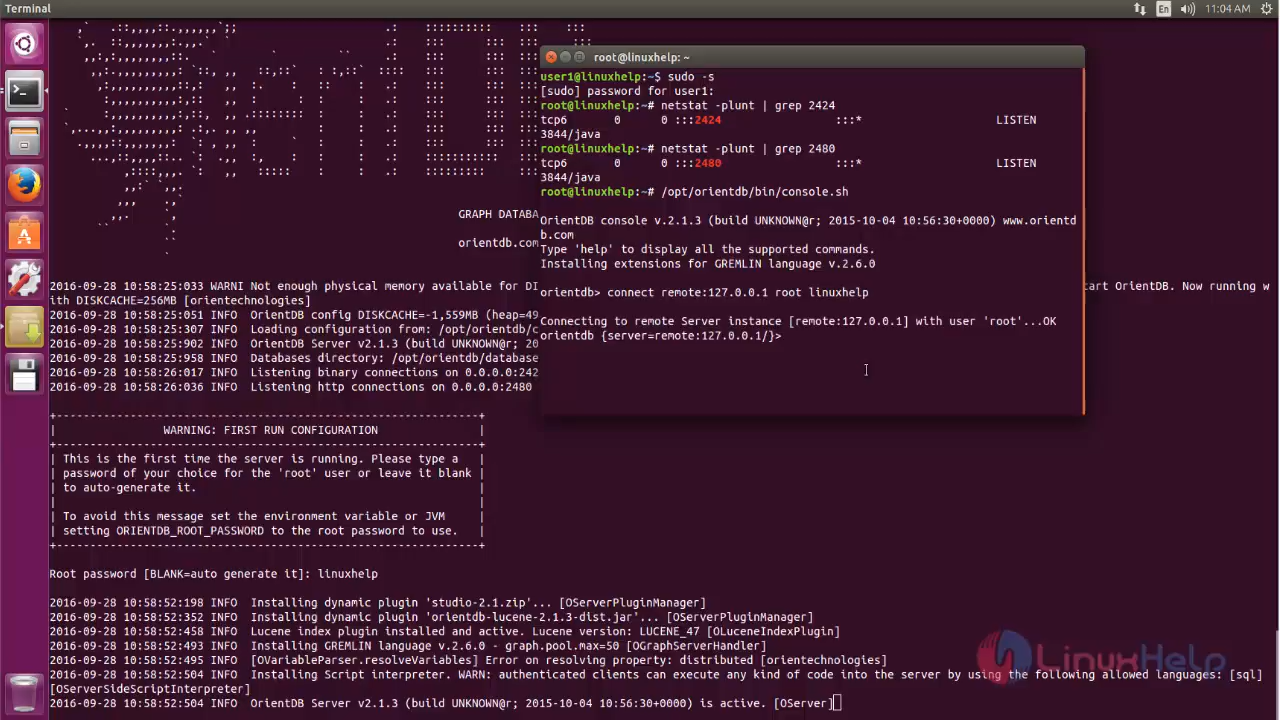 Terminal
En
11:04 AM
root@linuxhelp: ~
user1@linuxhelp:~$ sudo -s
[sudo] password for user1:
root@linuxhelp:~# netstat -plunt | grep 2424
tcp6       0      0 :::2424                 :::*                    LISTEN
3844/java
root@linuxhelp:~# netstat -plunt | grep 2480
tcp6       0      0 :::2480                 :::*                    LISTEN
3844/java
root@linuxhelp:~# /opt/orientdb/bin/console.sh
OrientDB console v.2.1.3 (build UNKNOWN@r; 2015-10-04 10:56:30+0000) www.orientd
b.com
Type 'help' to display all the supported commands.
Installing extensions for GREMLIN language v.2.6.0
orientdb> connect remote:127.0.0.1 root linuxhelp
Connecting to remote Server instance [remote:127.0.0.1] with user 'root'...OK
orientdb {server=remote:127.0.0.1/}>
GRAPH DATABA
orientdb.com
2016-09-28 10:58:25:033 WARNI Not enough physical memory available for DI tart OrientDB. Now running w
ith DISKCACHE=256MB [orientechnologies]
2016-09-28 10:58:25:051 INFO  OrientDB config DISKCACHE=-1,559MB (heap=49
2016-09-28 10:58:25:307 INFO  Loading configuration from: /opt/orientdb/c
2016-09-28 10:58:25:902 INFO  OrientDB Server v2.1.3 (build UNKNOWN@r; 20
2016-09-28 10:58:25:958 INFO  Databases directory: /opt/orientdb/database
2016-09-28 10:58:26:017 INFO  Listening binary connections on 0.0.0.0:242
2016-09-28 10:58:26:036 INFO  Listening http connections on 0.0.0.0:2480
WARNING: FIRST RUN CONFIGURATION
This is the first time the server is running. Please type a
password of your choice for the 'root' user or leave it blank
to auto-generate it.
To avoid this message set the environment variable or JVM
setting ORIENTDB_ROOT_PASSWORD to the root password to use.
Root password [BLANK=auto generate it]: linuxhelp
2016-09-28 10:58:52:198 INFO  Installing dynamic plugin 'studio-2.1.zip'... [OServerPluginManager]
2016-09-28 10:58:52:352 INFO  Installing dynamic plugin 'orientdb-lucene-2.1.3-dist.jar'... [OServerPluginManager]
2016-09-28 10:58:52:458 INFO  Lucene index plugin installed and active. Lucene version: LUCENE_47 [OLuceneIndexPlugin]
2016-09-28 10:58:52:493 INFO  Installing GREMLIN language v.2.6.0 - graph.pool.max=50 [OGraphServerHandler]
2016-09-28 10:58:52:495 INFO  [OVariableParser.resolveVariables] Error on resolving property: distributed [orientechnologies]
2016-09-28 10:58:52:504 INFO  Installing Script interpreter. WARN: authenticated clients can execute any kind of code into the server by using the following allowed languages: [sql]
[OServerSideScriptInterpreter]
2016-09-28 10:58:52:504 INFO  OrientDB Server v2.1.3 (build UNKNOWN@r; 2015-10-04 10:56:30+0000) is active. [OServer]
LinuxHelp